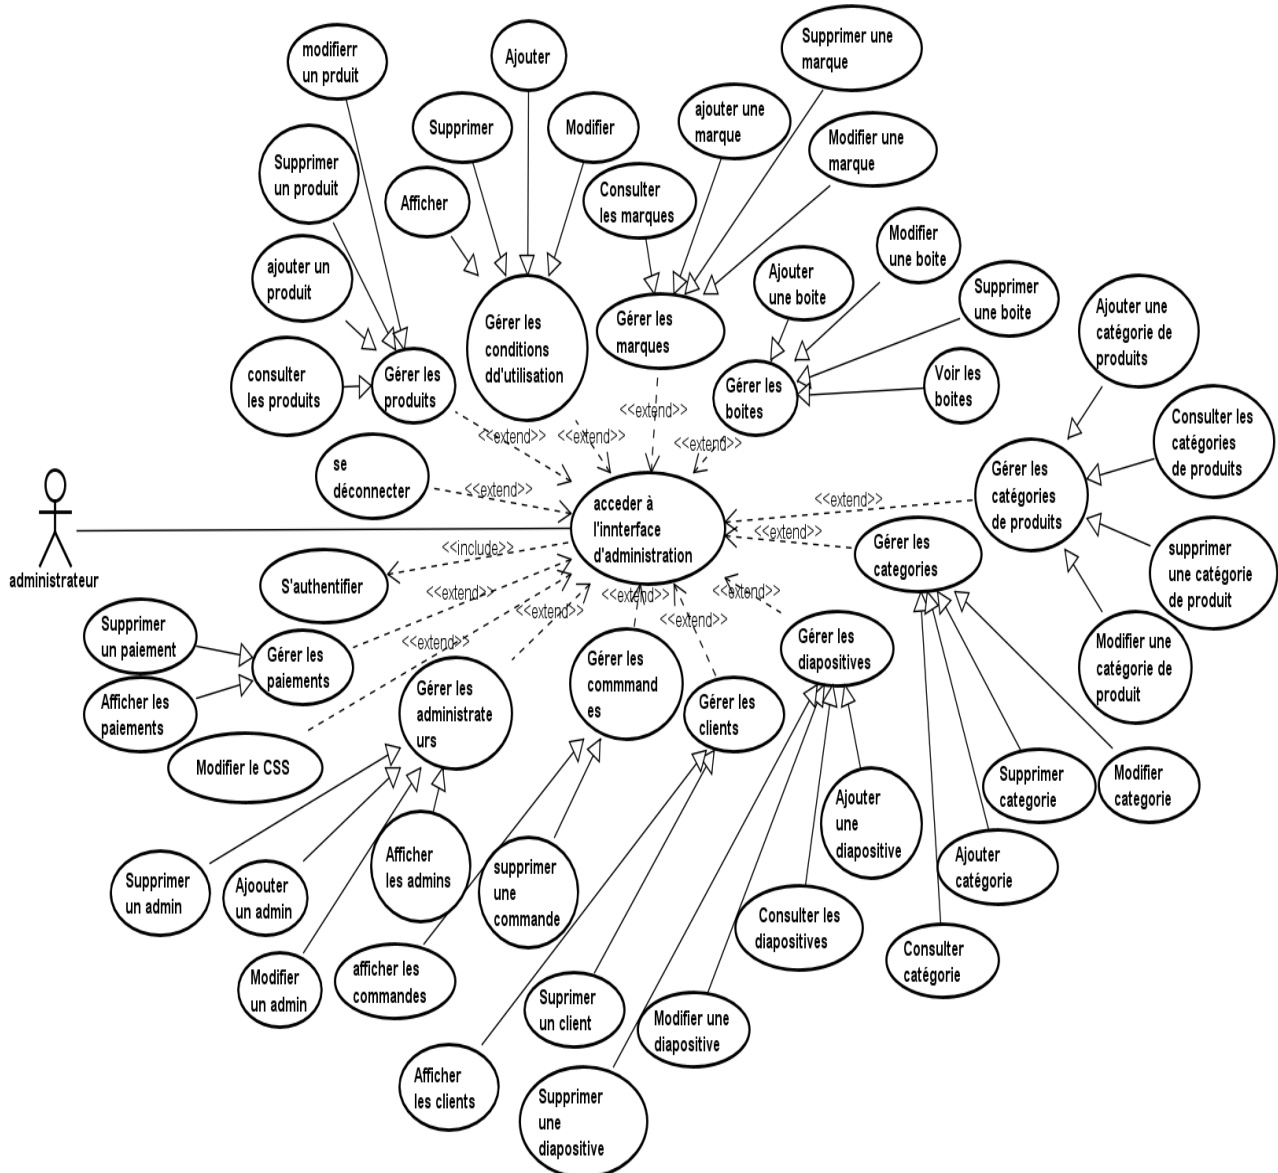 modifierr
un prduit
Ajouter
Supprimer une
marque
Supprimer
Modifier
ajouter une
marque
Modifier une
marque
Supprimer
un produit
Afficher
Consulter
les marques
ajouter un
produit
Ajouter
une boite
Modifier
une boite
Supprimer
une boite
Ajouter une
catégorie de
produits
Gérer les
conditions
dd'utilisation
Gérer les
marques
consulter
les produits
Gérer les
produits
Gérer les
boites
Voir les
boites
Consulter les
catégories
de produits
<<extend>>
<<extend>>
<<extend>>
<<extend>>
se
déconnecter
<<extend>>
acceder à
l'innterface
d'administration
<<extend>>
<<extend>>
Gérer les
catégories
de produits
Gérer les
categories
supprimer
une catégorie
de produit
administrateur
<<include>>
S'authentifier
<<extend>>
<<extend>>
<<extend>>
<<extend>>
<<extend>>
<<extend>>
Supprimer
un paiement
Gérer les
paiements
Afficher les
paiements
Gérer les
administrate
urs
Gérer les
commmand
es
Gérer les
clients
Gérer les
diapositives
Modifier une
catégorie de
produit
Modifier le CSS
Supprimer
categorie
Modifier
categorie
Ajouter
une
diapositive
Supprimer
un admin
Ajoouter
un admin
Afficher
les admins
supprimer
une
commande
Ajouter
catégorie
Consulter les
diapositives
Consulter
catégorie
Modifier
un admin
afficher les
commandes
Suprimer
un client
Modifier une
diapositive
Afficher
les clients
Supprimer
une
diapositive